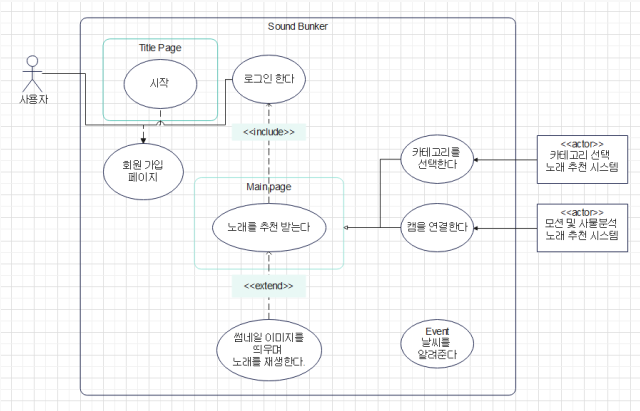 Sound Bunker
Title Page
시작
로그인 한다
사용자
<<include>>
회원 가입
페이지
카테고리를
선택한다
<<actor>>
카테고리 선택
노래 추천 시스템
Main page
노래를 추천 받는다
캠을 연결한다
<<actor>>
모션 및 사물분석
노래 추천 시스템
<<extend>>
썸네일 이미지를
띄우며
노래를 재생한다.
Event
날씨를
알려준다